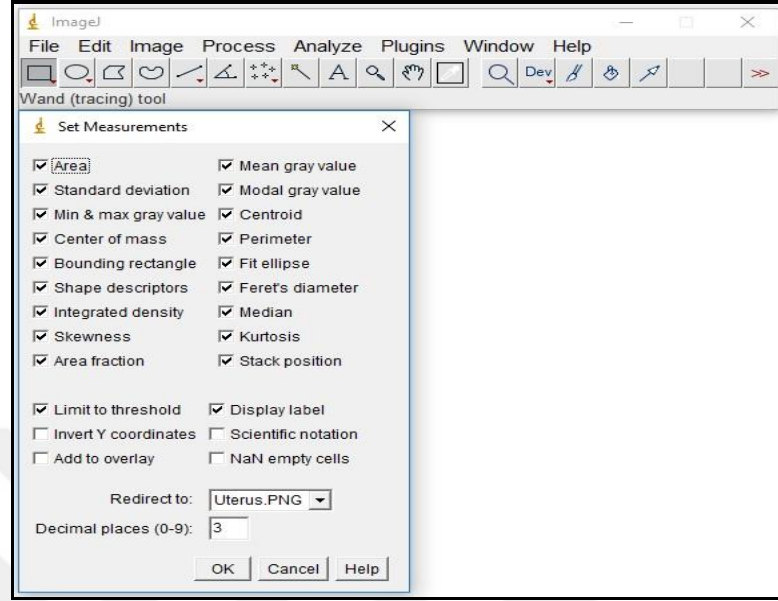 ImageJ
File Edit Image Process Analyze Plugins Window Help
A Dev >>
Wand (tracing) tool
Set Measurements
Area Mean gray value
Standard deviation Modal gray value
Min & max gray value Centroid
Center of mass Perimeter
Bounding rectangle Fit ellipse
Shape descriptors Feret's diameter
Integrated density Median
Skewness Kurtosis
Area fraction Stack position
Limit to threshold Display label
Invert Y coordinates Scientific notation
Add to overlay NaN empty cells
Redirect to: Uterus.PNG
Decimal places (0-9): 3
OK Cancel Help